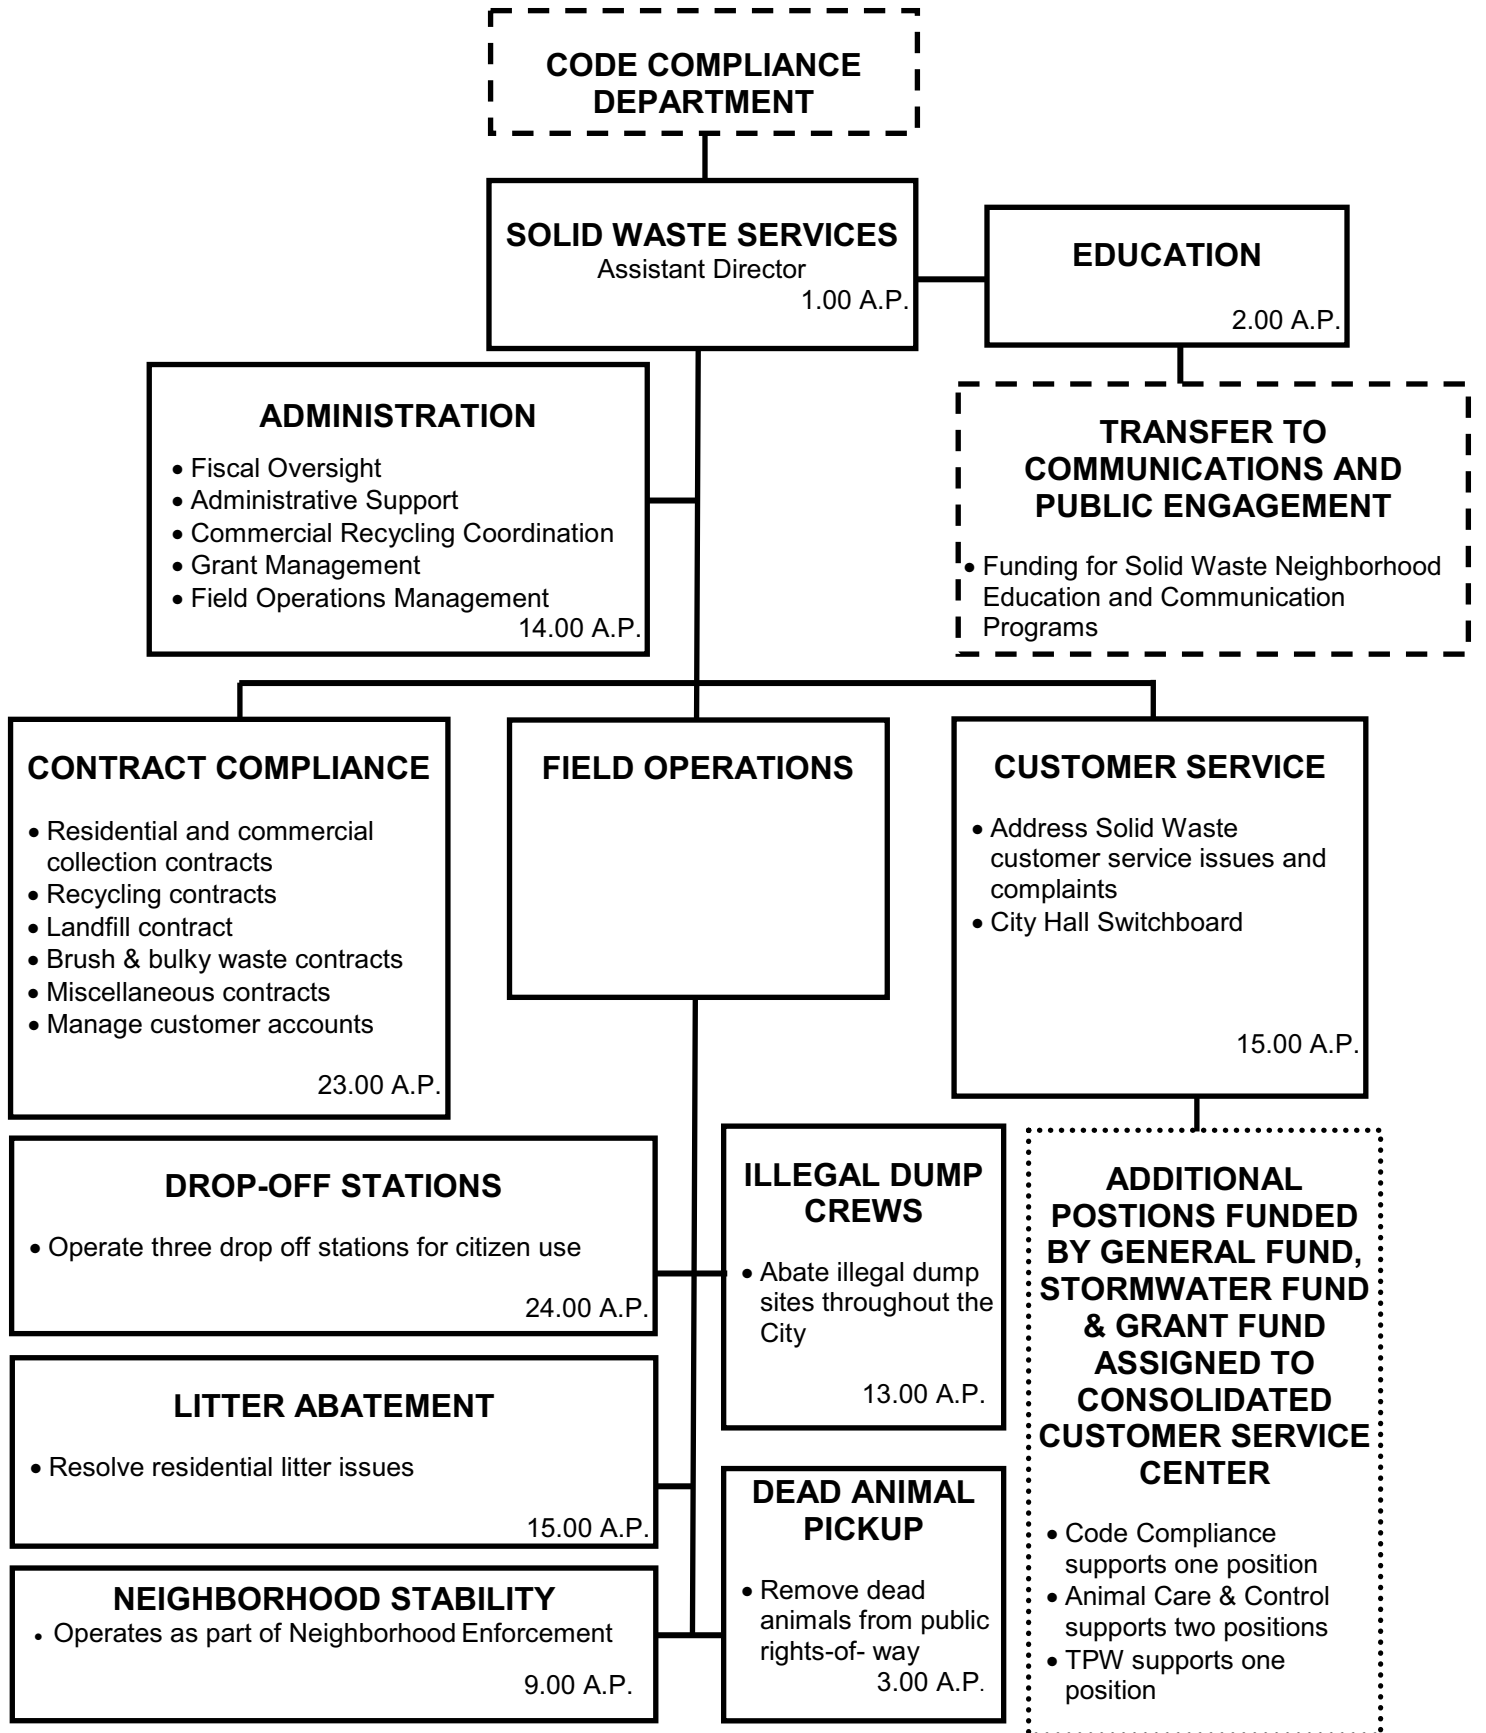 CODE COMPLIANCE
DEPARTMENT
SOLID WASTE SERVICES
Assistant Director
1.00 A.P.
EDUCATION
2.00 A.P.
ADMINISTRATION
• Fiscal Oversight
• Administrative Support
• Commercial Recycling Coordination
• Grant Management
• Field Operations Management
14.00 A.P.
TRANSFER TO
COMMUNICATIONS AND
PUBLIC ENGAGEMENT
• Funding for Solid Waste Neighborhood
Education and Communication
Programs
CONTRACT COMPLIANCE
• Residential and commercial
collection contracts
• Recycling contracts
• Landfill contract
• Brush & bulky waste contracts
• Miscellaneous contracts
• Manage customer accounts
23.00 A.P.
FIELD OPERATIONS
CUSTOMER SERVICE
• Address Solid Waste
customer service issues and
complaints
• City Hall Switchboard
15.00 A.P.
DROP-OFF STATIONS
• Operate three drop off stations for citizen use
24.00 A.P.
ILLEGAL DUMP
CREWS
• Abate illegal dump
sites throughout the
City
13.00 A.P.
ADDITIONAL
POSTIONS FUNDED
BY GENERAL FUND,
STORMWATER FUND
& GRANT FUND
ASSIGNED TO
CONSOLIDATED
CUSTOMER SERVICE
CENTER
• Code Compliance
supports one position
• Animal Care & Control
supports two positions
• TPW supports one
position
LITTER ABATEMENT
• Resolve residential litter issues
15.00 A.P.
DEAD ANIMAL
PICKUP
• Remove dead
animals from public
rights-of- way
3.00 A.P.
NEIGHBORHOOD STABILITY
• Operates as part of Neighborhood Enforcement
9.00 A.P.